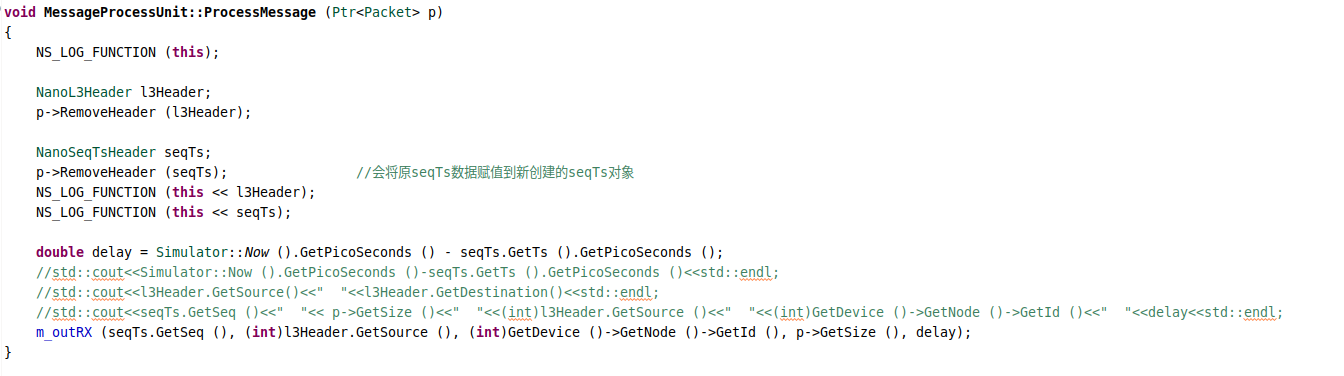 void MessageProcessUnit::ProcessMessage (Ptr<Packet> p)
{
    NS_LOG_FUNCTION (this);
    NanoL3Header l3Header;
    p->RemoveHeader (l3Header);
    NanoSeqTsHeader seqTs;
    p->RemoveHeader (seqTs);                //会将原seqTs数据赋值到新创建的seqTs对象
    NS_LOG_FUNCTION (this << l3Header);
    NS_LOG_FUNCTION (this << seqTs);
    double delay = Simulator::Now ().GetPicoSeconds () - seqTs.GetTs ().GetPicoSeconds ();
    //std::cout<<Simulator::Now ().GetPicoSeconds ()-seqTs.GetTs ().GetPicoSeconds ()<<std::endl;
    //std::cout<<l3Header.GetSource()<<"  "<<l3Header.GetDestination()<<std::endl;
    //std::cout<<seqTs.GetSeq ()<<"  "<< p->GetSize ()<<"  "<<(int)l3Header.GetSource ()<<"  "<<(int)GetDevice ()->GetNode ()->GetId ()<<"  "<<delay<<std::endl;
    m_outRX (seqTs.GetSeq (), (int)l3Header.GetSource (), (int)GetDevice ()->GetNode ()->GetId (), p->GetSize (), delay);
}